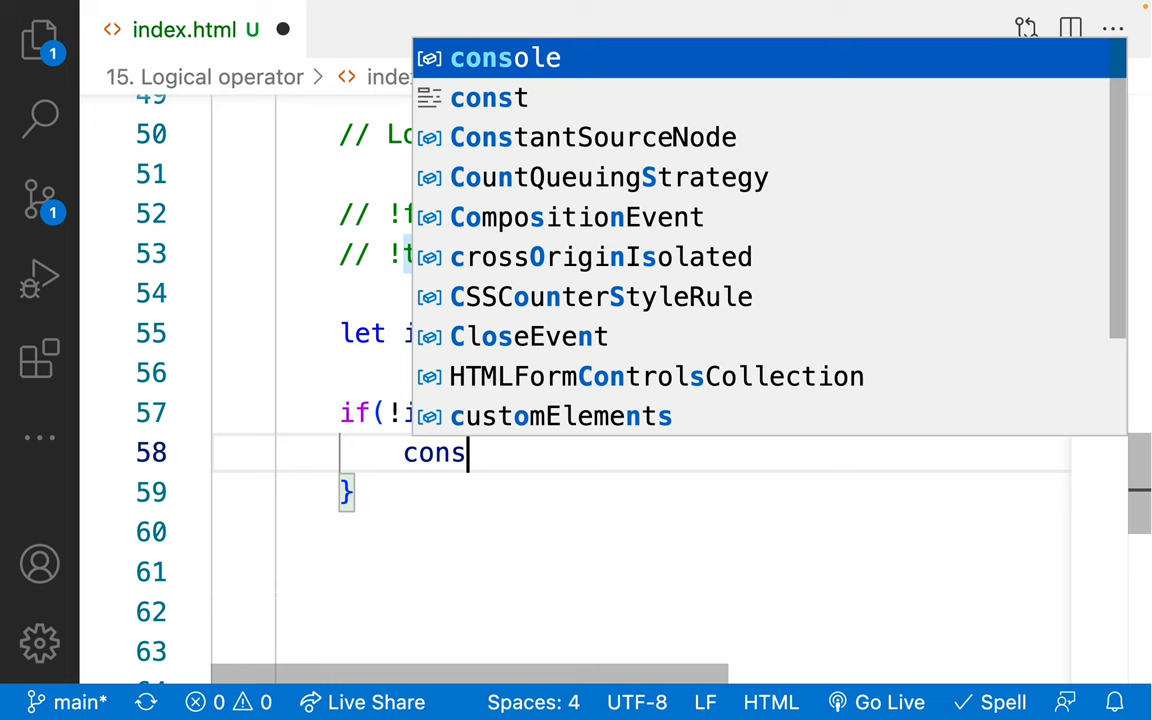 index.html U
15. Logical operator > inde
console
const
ConstantSourceNode
CountQueuingStrategy
CompositionEvent
crossOriginIsolated
CSSCounterStyleRule
CloseEvent
HTMLFormControlsCollection
customElements
49
50 // Lo
51
52 // !f
53 // !t
54
55 let i
56
57 if(!i
58 cons
59 }
60
61
62
63
1
1
main* 0 0 Live Share Spaces: 4 UTF-8 LF HTML Go Live Spell